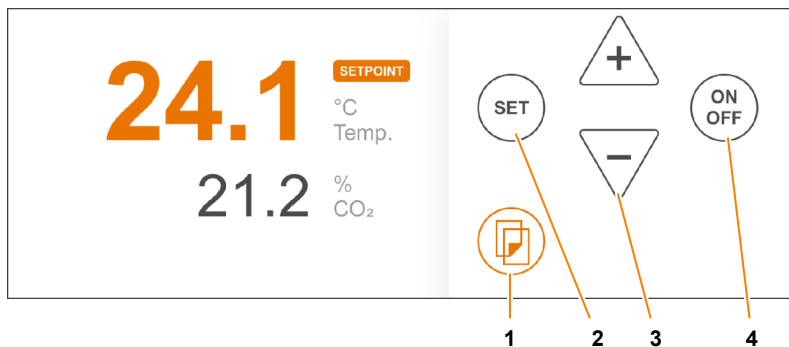 24.1
SETPOINT
°C
Temp.
21.2
%
CO₂
SET
+
−
ON
OFF
1
2
3
4